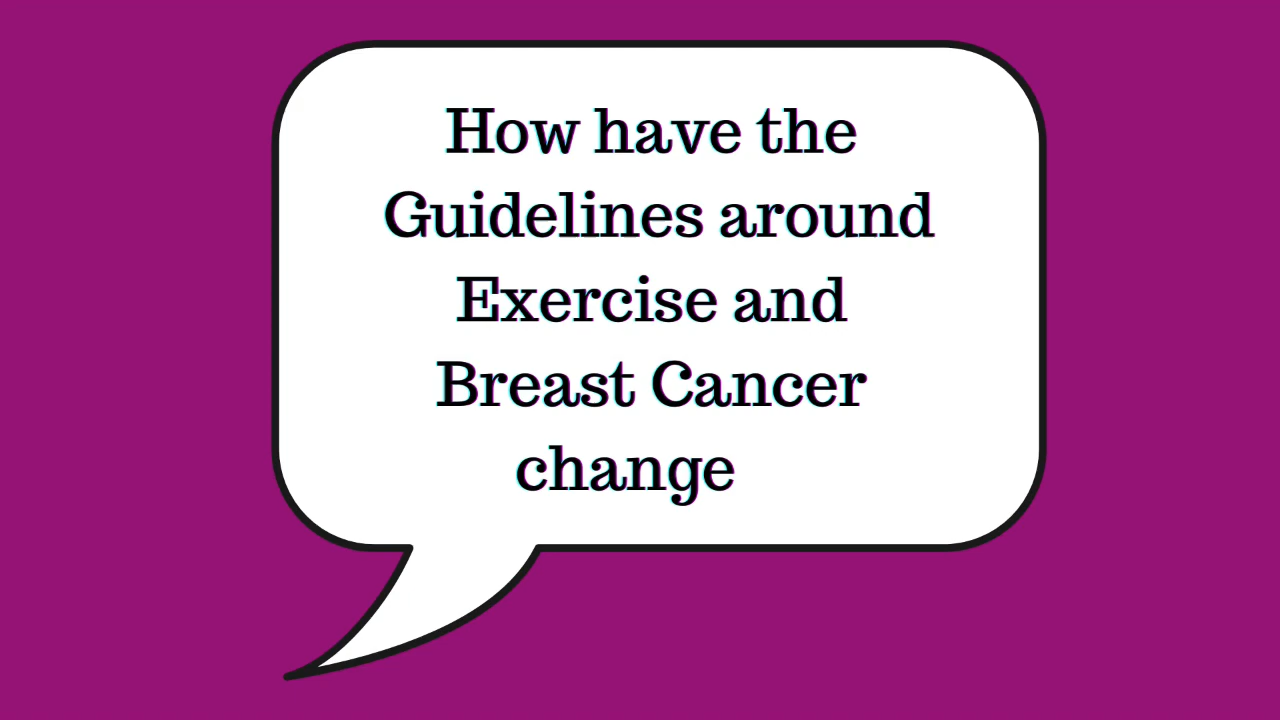 How have the
Guidelines around
Exercise and
Breast Cancer
change